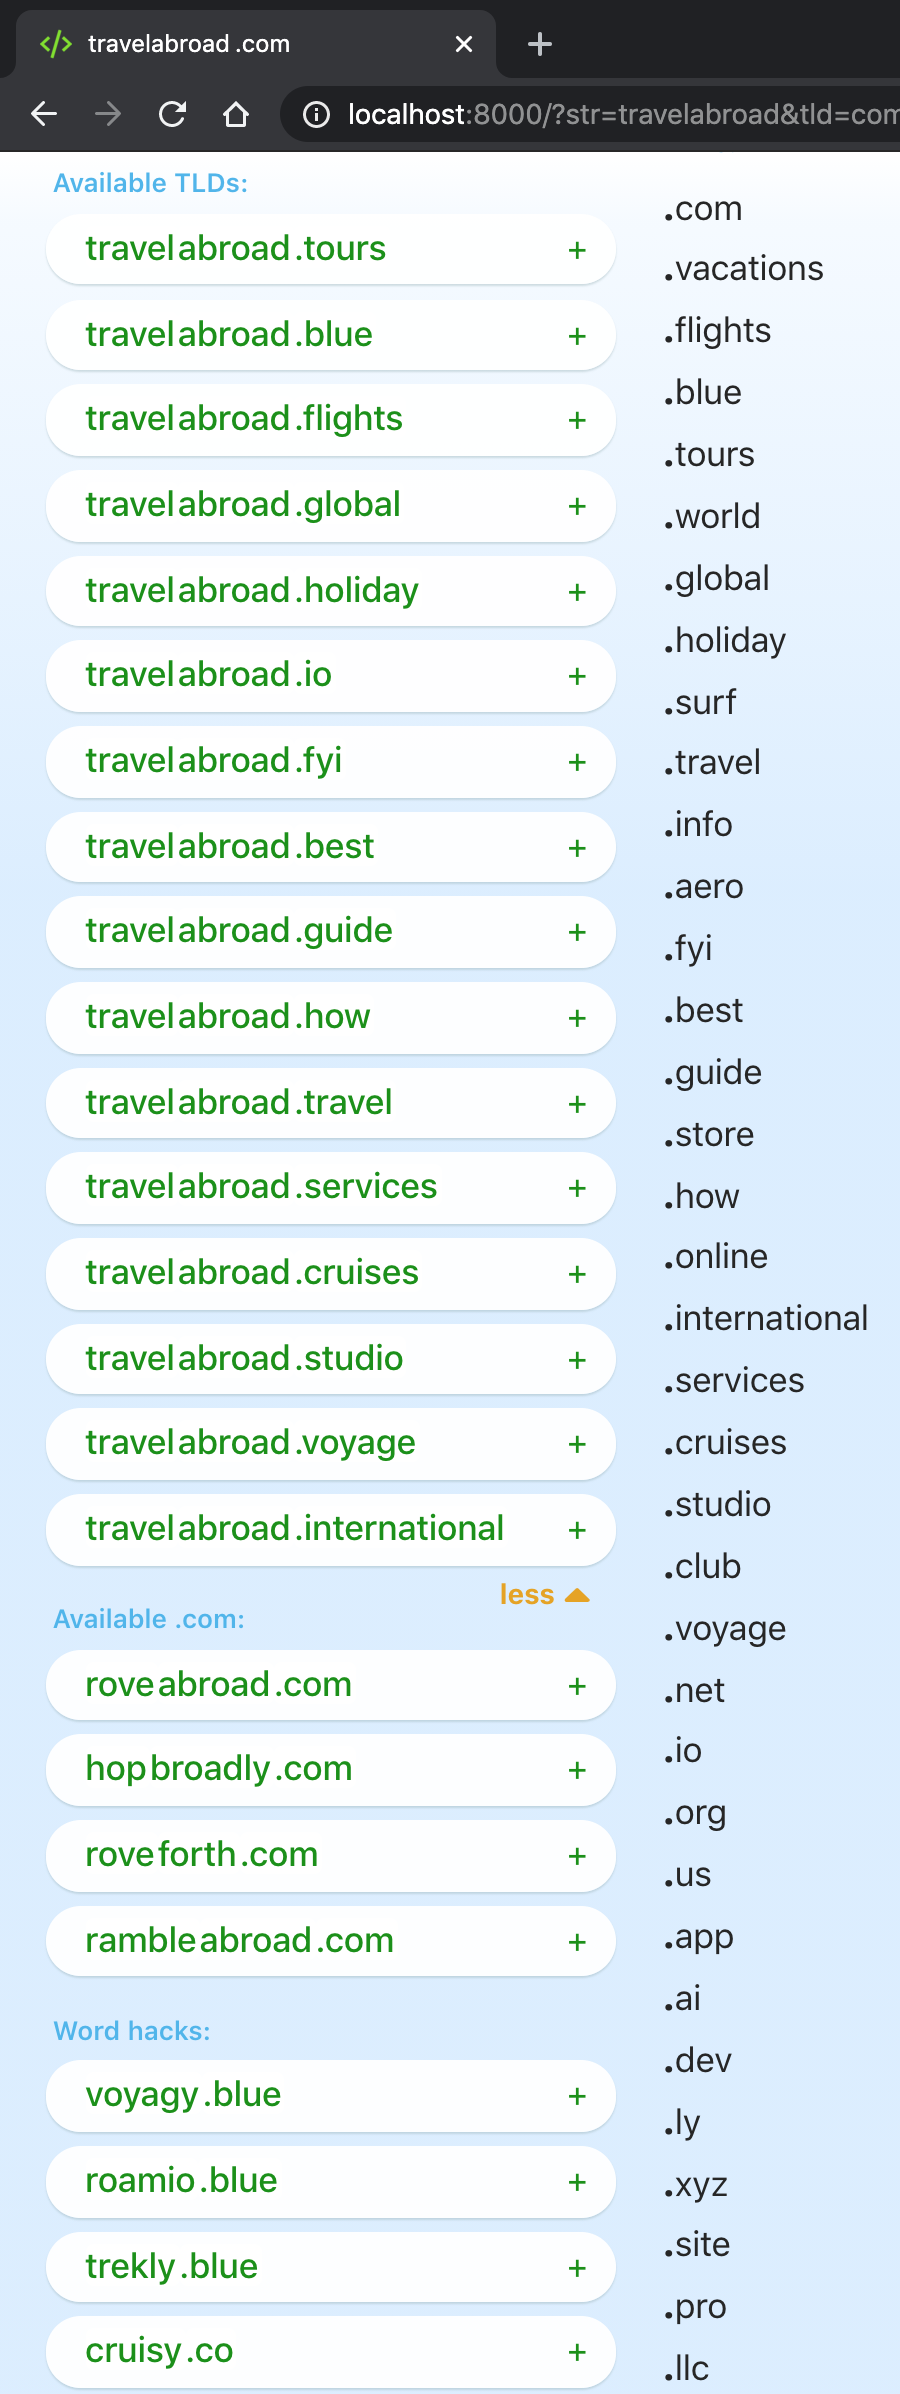 travelabroad .com
localhost:8000/?str=travelabroad&tld=com
Available TLDs:
travelabroad.tours +
travelabroad.blue +
travelabroad.flights +
travelabroad.global +
travelabroad.holiday +
travelabroad.io +
travelabroad.fyi +
travelabroad.best +
travelabroad.guide +
travelabroad.how +
travelabroad.travel +
travelabroad.services +
travelabroad.cruises +
travelabroad.studio +
travelabroad.voyage +
travelabroad.international +
less
Available .com:
roveabroad.com +
hopbroadly.com +
roveforth.com +
rambleabroad.com +
Word hacks:
voyagy.blue +
roamio.blue +
trekly.blue +
cruisy.co +
.com
.vacations
.flights
.blue
.tours
.world
.global
.holiday
.surf
.travel
.info
.aero
.fyi
.best
.guide
.store
.how
.online
.international
.services
.cruises
.studio
.club
.voyage
.net
.io
.org
.us
.app
.ai
.dev
.ly
.xyz
.site
.pro
.llc